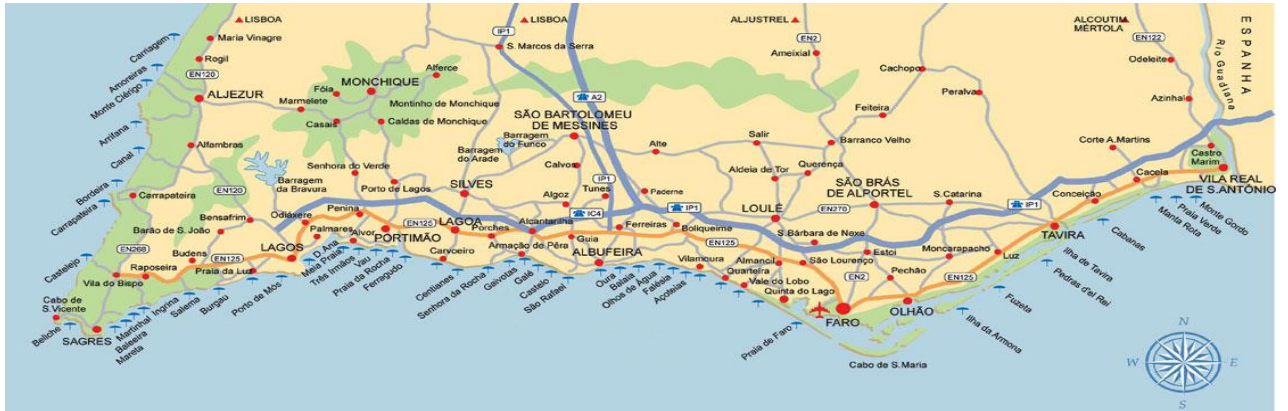 LISBOA
LISBOA
ALJUSTREL
ALCOUTIM
MÉRTOLA
ESPANHA
Rio Guadiana
Carriagem
Maria Vinagre
IP1
S. Marcos da Serra
EN2
Ameixial
EN122
Odeleite
Amoreiras
Rogil
EN120
Monte Clérigo
ALJEZUR
Alferce
MONCHIQUE
Fóia
Marmelete
Montinho de Monchique
Casais
Caldas de Monchique
A2
Cachopo
Peralva
Azinhal
Feiteira
Arrifana
SÃO BARTOLOMEU
DE MESSINES
Barragem
do Funco
Salir
Barranco Velho
Alte
Corte A. Martins
Castro
Marim
Canal
Alfambras
Barragem
do Arade
Senhora do Verde
Calvos
IP1
Aldeia de Tor
Querença
Cacela
VILA REAL
DE S.ANTÓNIO
Bordeira
Carrapateira
Carrapateira
EN120
Barragem
da Bravura
Porto de Lagos
SILVES
Algoz
Tunes
Paderne
SÃO BRÁS
DE ALPORTEL
S.Catarina
Conceição
Bensafrim
Odiáxere
Penina
EN125
LAGOA
Alcantarilha
IC4
IP1
LOULÉ
EN270
IP1
TAVIRA
Monte Gordo
Praia Verde
Manta Rota
Cabanas
Barão de S. João
Palmares
Alvor
PORTIMÃO
Porches
Guia
Ferreiras
Boliqueime
S.Bárbara de Nexe
EN268
Budens
EN125
LAGOS
D. Ana
Meia Praia
Carvoeiro
Armação de Pêra
ALBUFEIRA
EN125
Almancil
São Lourenço
Estoi
Moncarapacho
Luz
Castelejo
Raposeira
Praia da Luz
Vilamoura
Quarteira
Vale do Lobo
Quinta do Lago
EN2
Pechão
EN125
Vila do Bispo
Cabo de
S.Vicente
Beliche
SAGRES
Mareta
Baleeira
Martinhal
Ingrina
Salema
Burgau
Porto de Mós
Três Irmãos
Vau
Praia da Rocha
Ferragudo
Centianes
Senhora da Rocha
Gaivotas
Galé
Castelo
São Rafael
Oura
Balaia
Olhos de Água
Falésia
Açoteias
Praia de Faro
FARO
OLHÃO
Cabo de S.Maria
Ilha da Armona
Fuzeta
Pedras d'el Rei
Ilha de Tavira
N
W
E
S